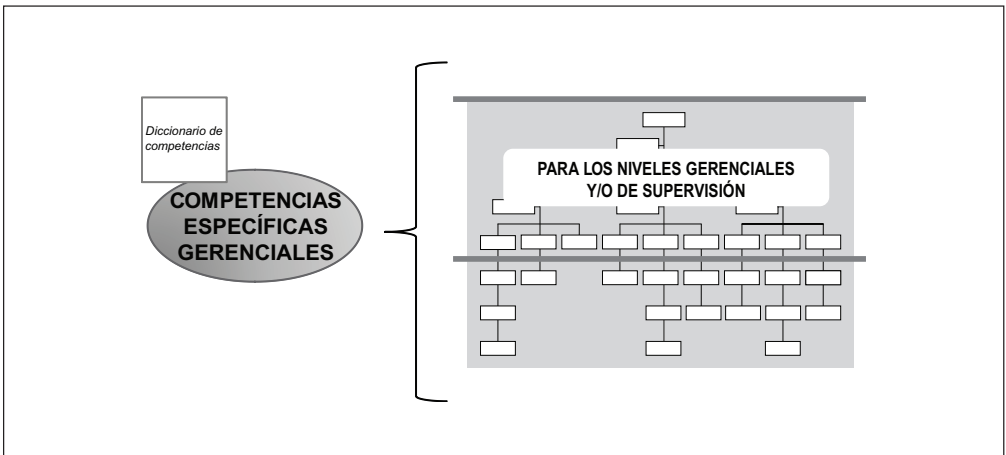 Diccionario de
competencias
COMPETENCIAS
ESPECÍFICAS
GERENCIALES
PARA LOS NIVELES GERENCIALES
Y/O DE SUPERVISIÓN